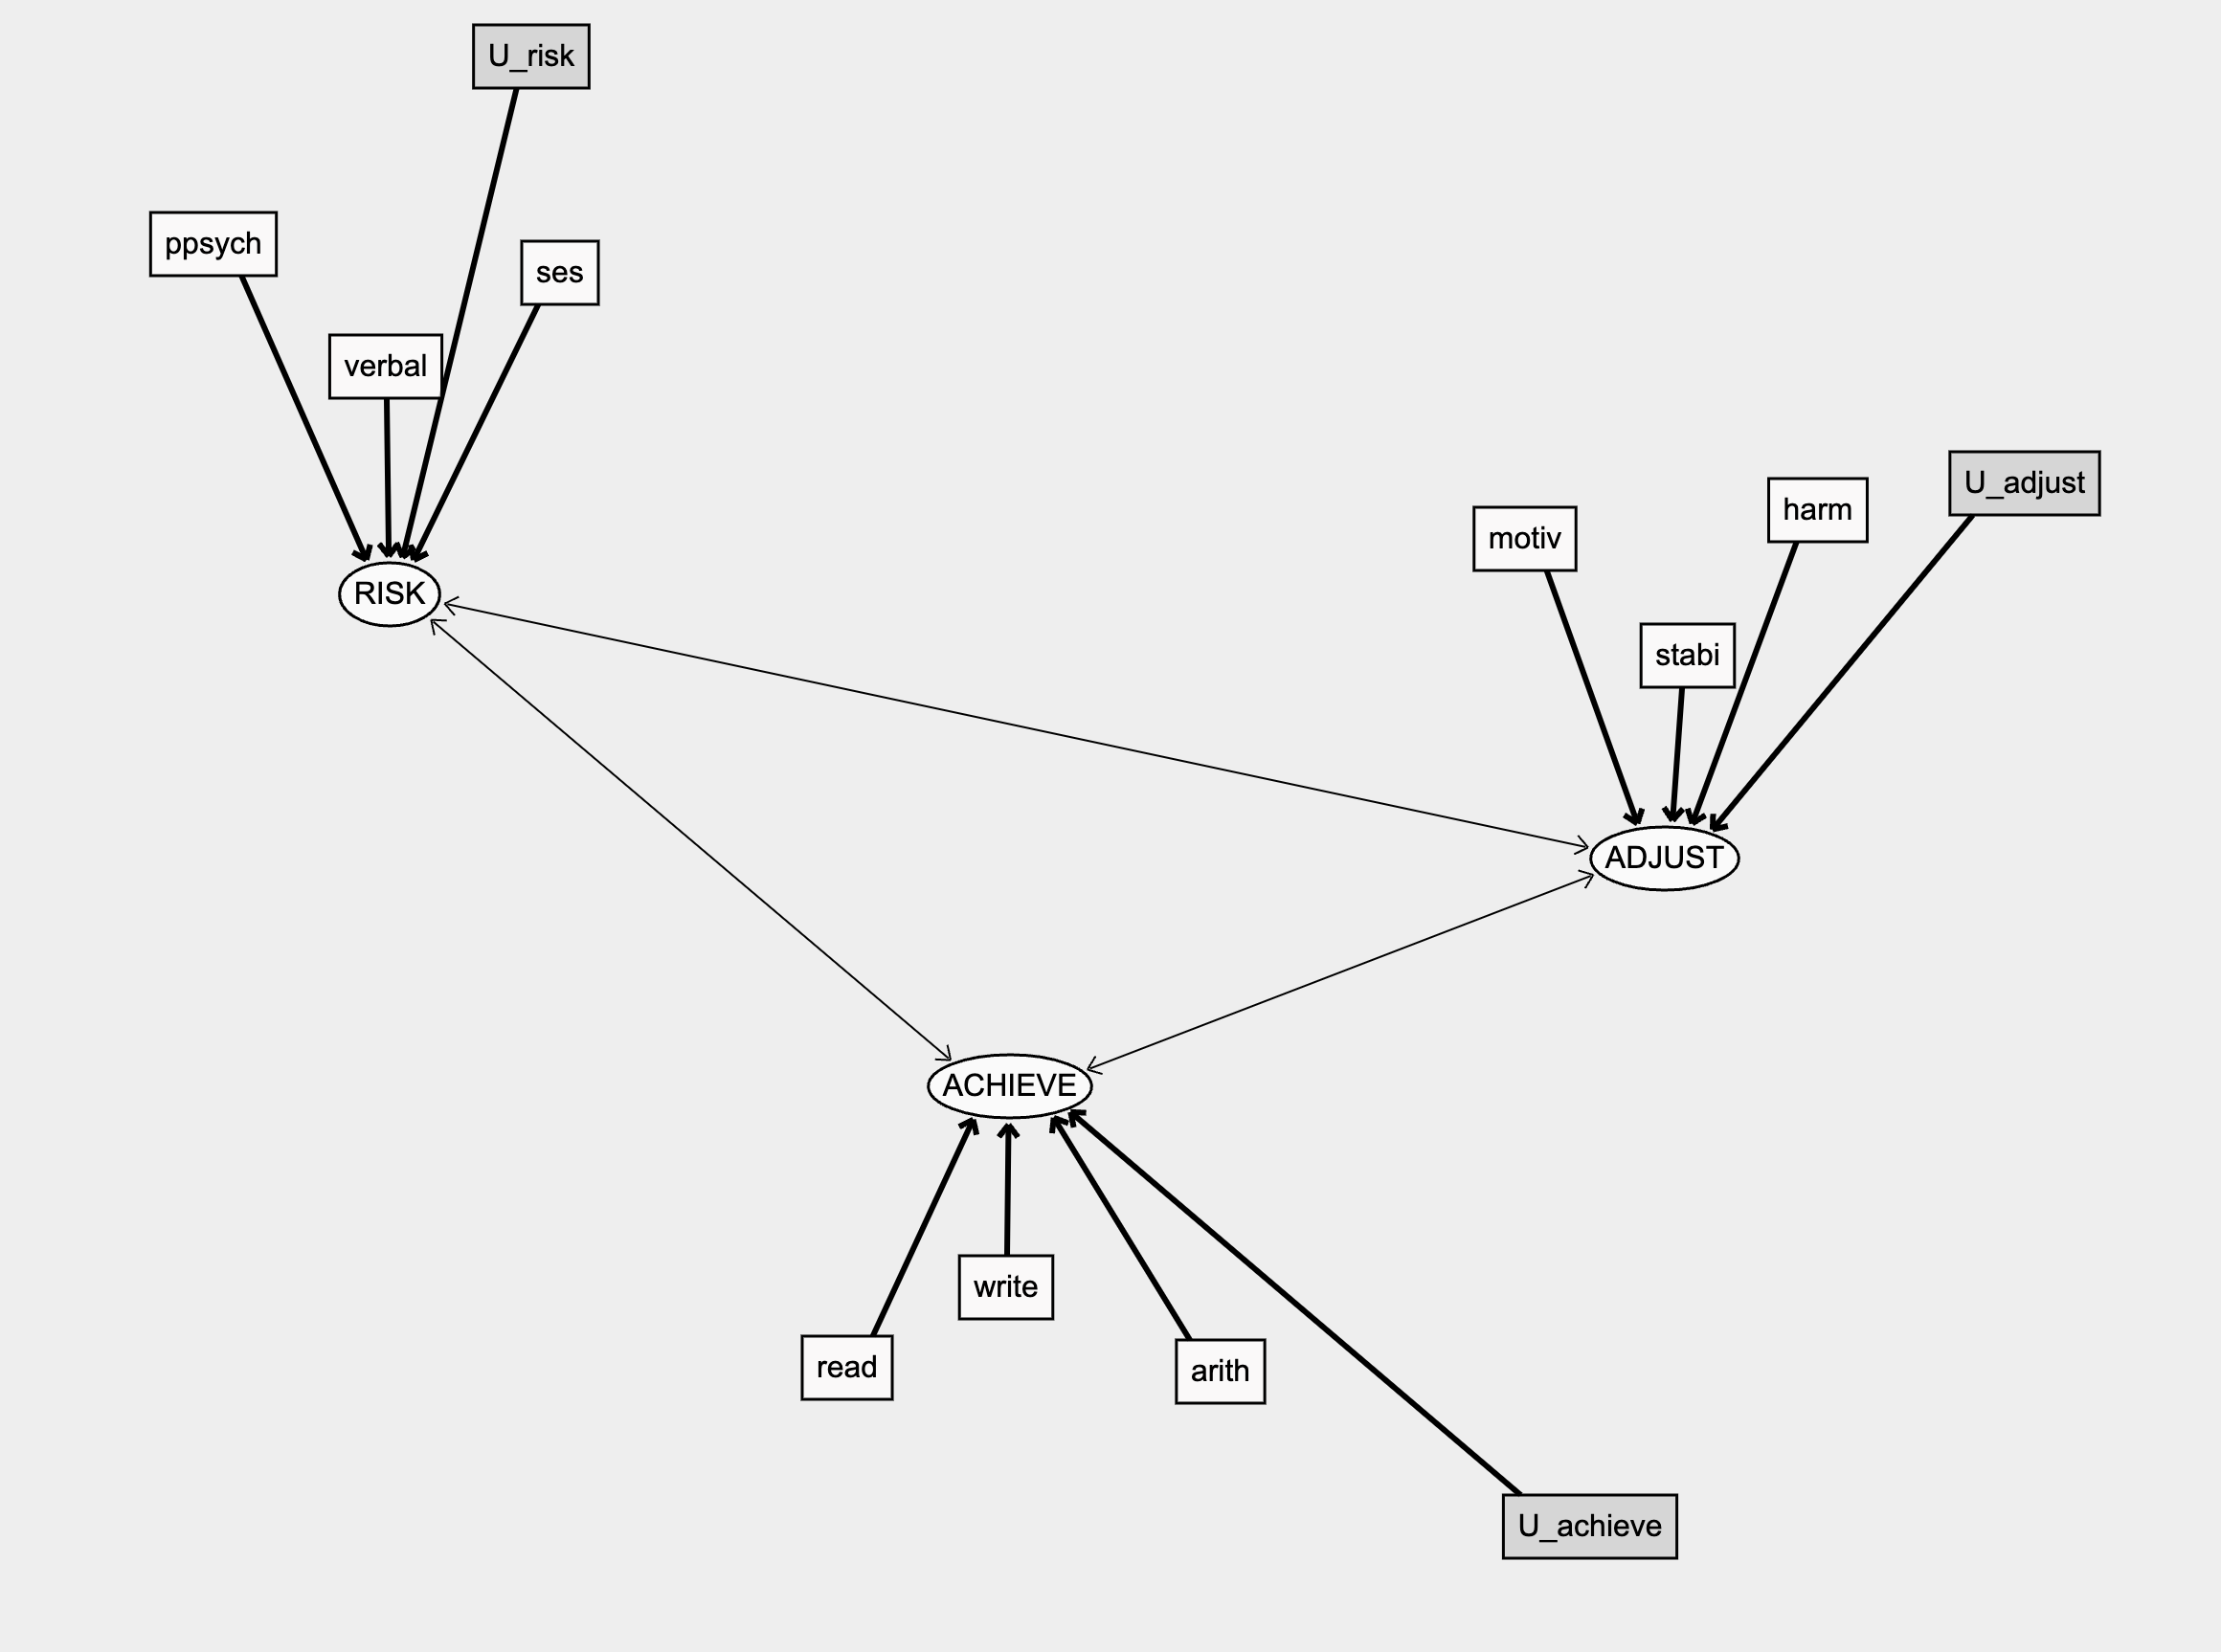 U_risk
ppsych
ses
verbal
U_adjust
harm
motiv
RISK
stabi
ADJUST
ACHIEVE
write
read
arith
U_achieve